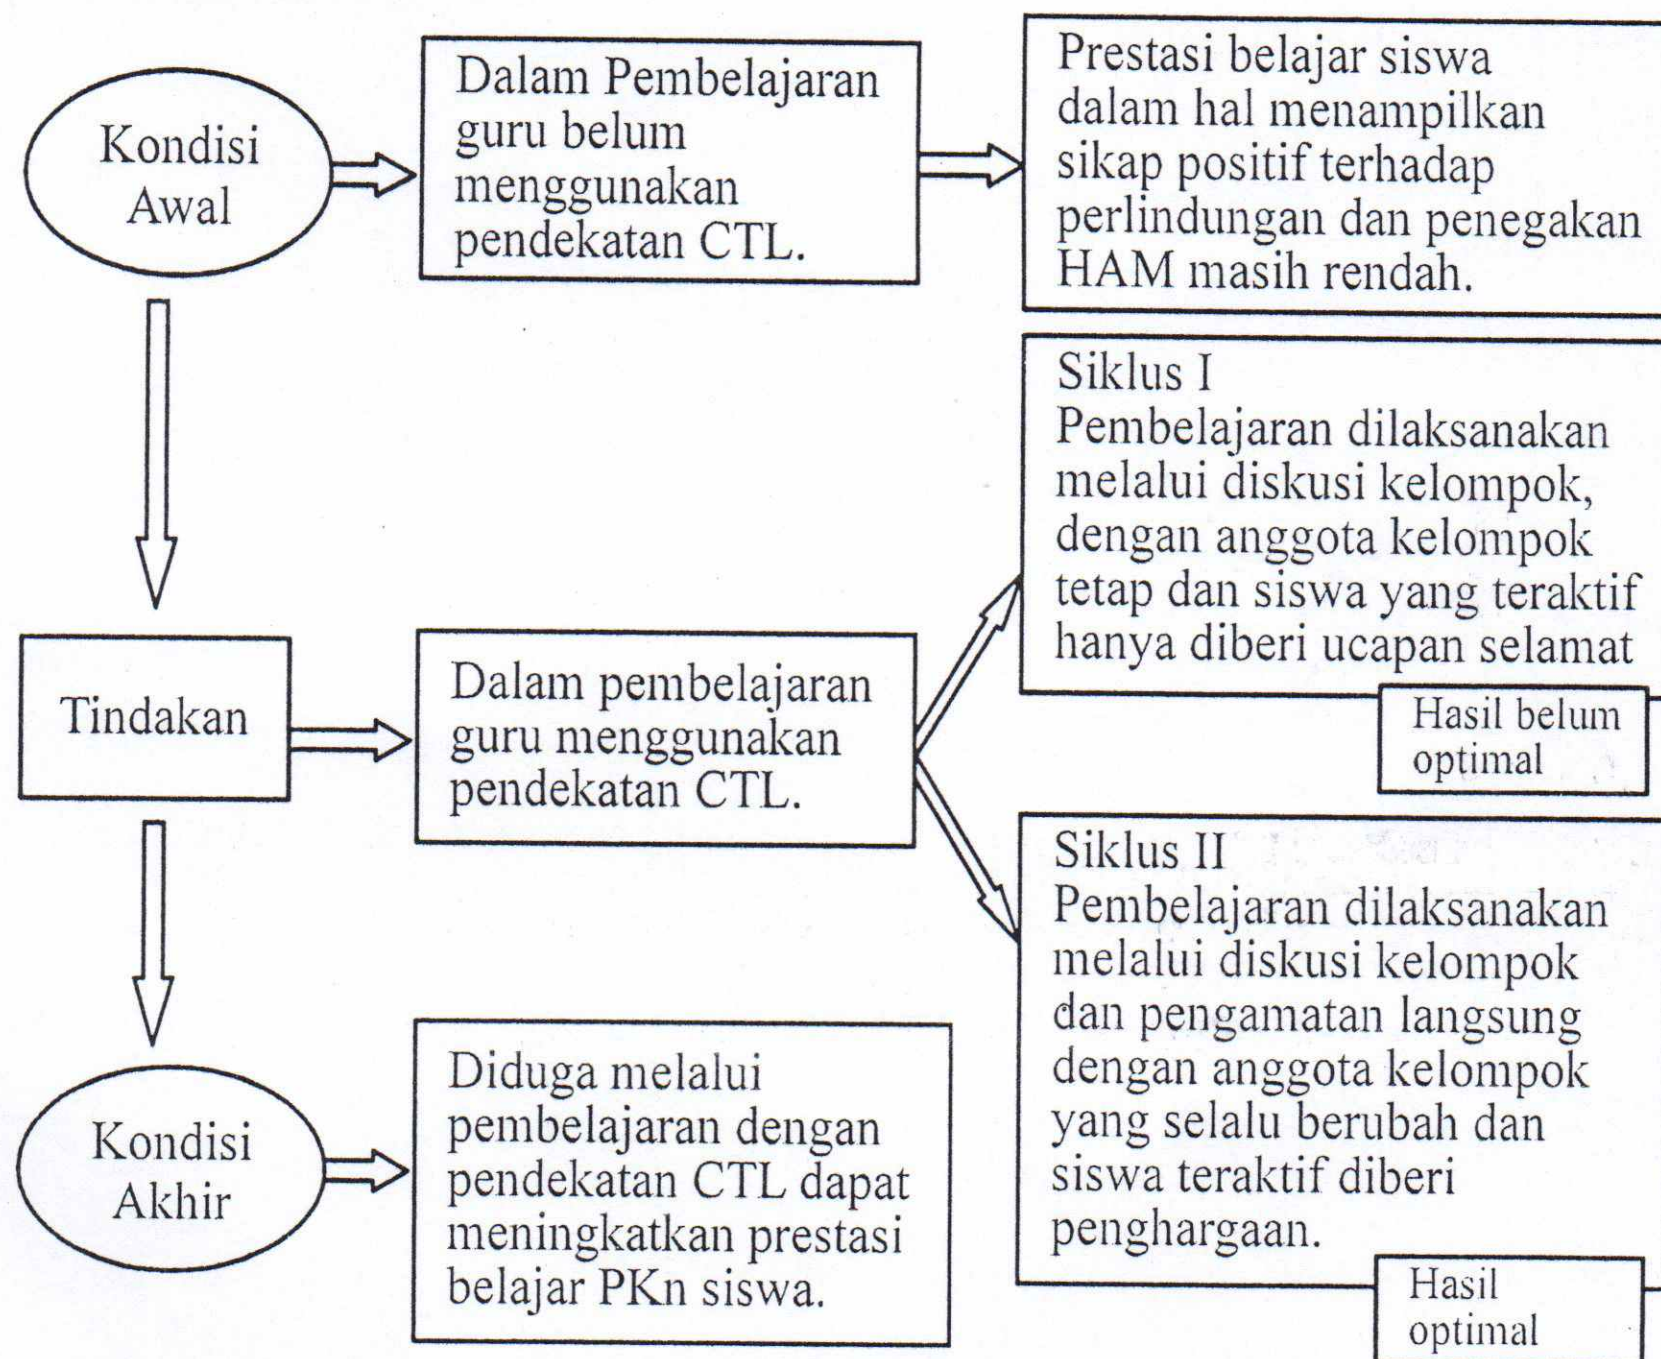 Kondisi
Awal
Dalam Pembelajaran
guru belum
menggunakan
pendekatan CTL.
Prestasi belajar siswa
dalam hal menampilkan
sikap positif terhadap
perlindungan dan penegakan
HAM masih rendah.
Tindakan
Dalam pembelajaran
guru menggunakan
pendekatan CTL.
Siklus I
Pembelajaran dilaksanakan
melalui diskusi kelompok,
dengan anggota kelompok
tetap dan siswa yang teraktif
hanya diberi ucapan selamat
Hasil belum
optimal
Siklus II
Pembelajaran dilaksanakan
melalui diskusi kelompok
dan pengamatan langsung
dengan anggota kelompok
yang selalu berubah dan
siswa teraktif diberi
penghargaan.
Hasil
optimal
Kondisi
Akhir
Diduga melalui
pembelajaran dengan
pendekatan CTL dapat
meningkatkan prestasi
belajar PKn siswa.